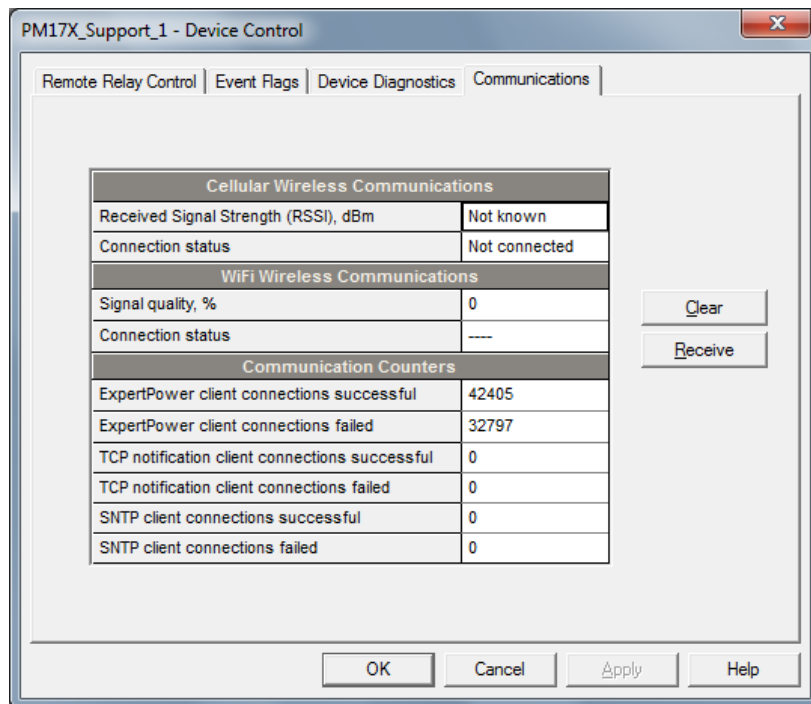 PM17X_Support_1 - Device Control
Remote Relay Control Event Flags Device Diagnostics Communications
Cellular Wireless Communications
Received Signal Strength (RSSI), dBm Not known
Connection status Not connected
WiFi Wireless Communications
Signal quality, % 0
Connection status ----
Communication Counters
ExpertPower client connections successful 42405
ExpertPower client connections failed 32797
TCP notification client connections successful 0
TCP notification client connections failed 0
SNTP client connections successful 0
SNTP client connections failed 0
Clear
Receive
OK Cancel Apply Help